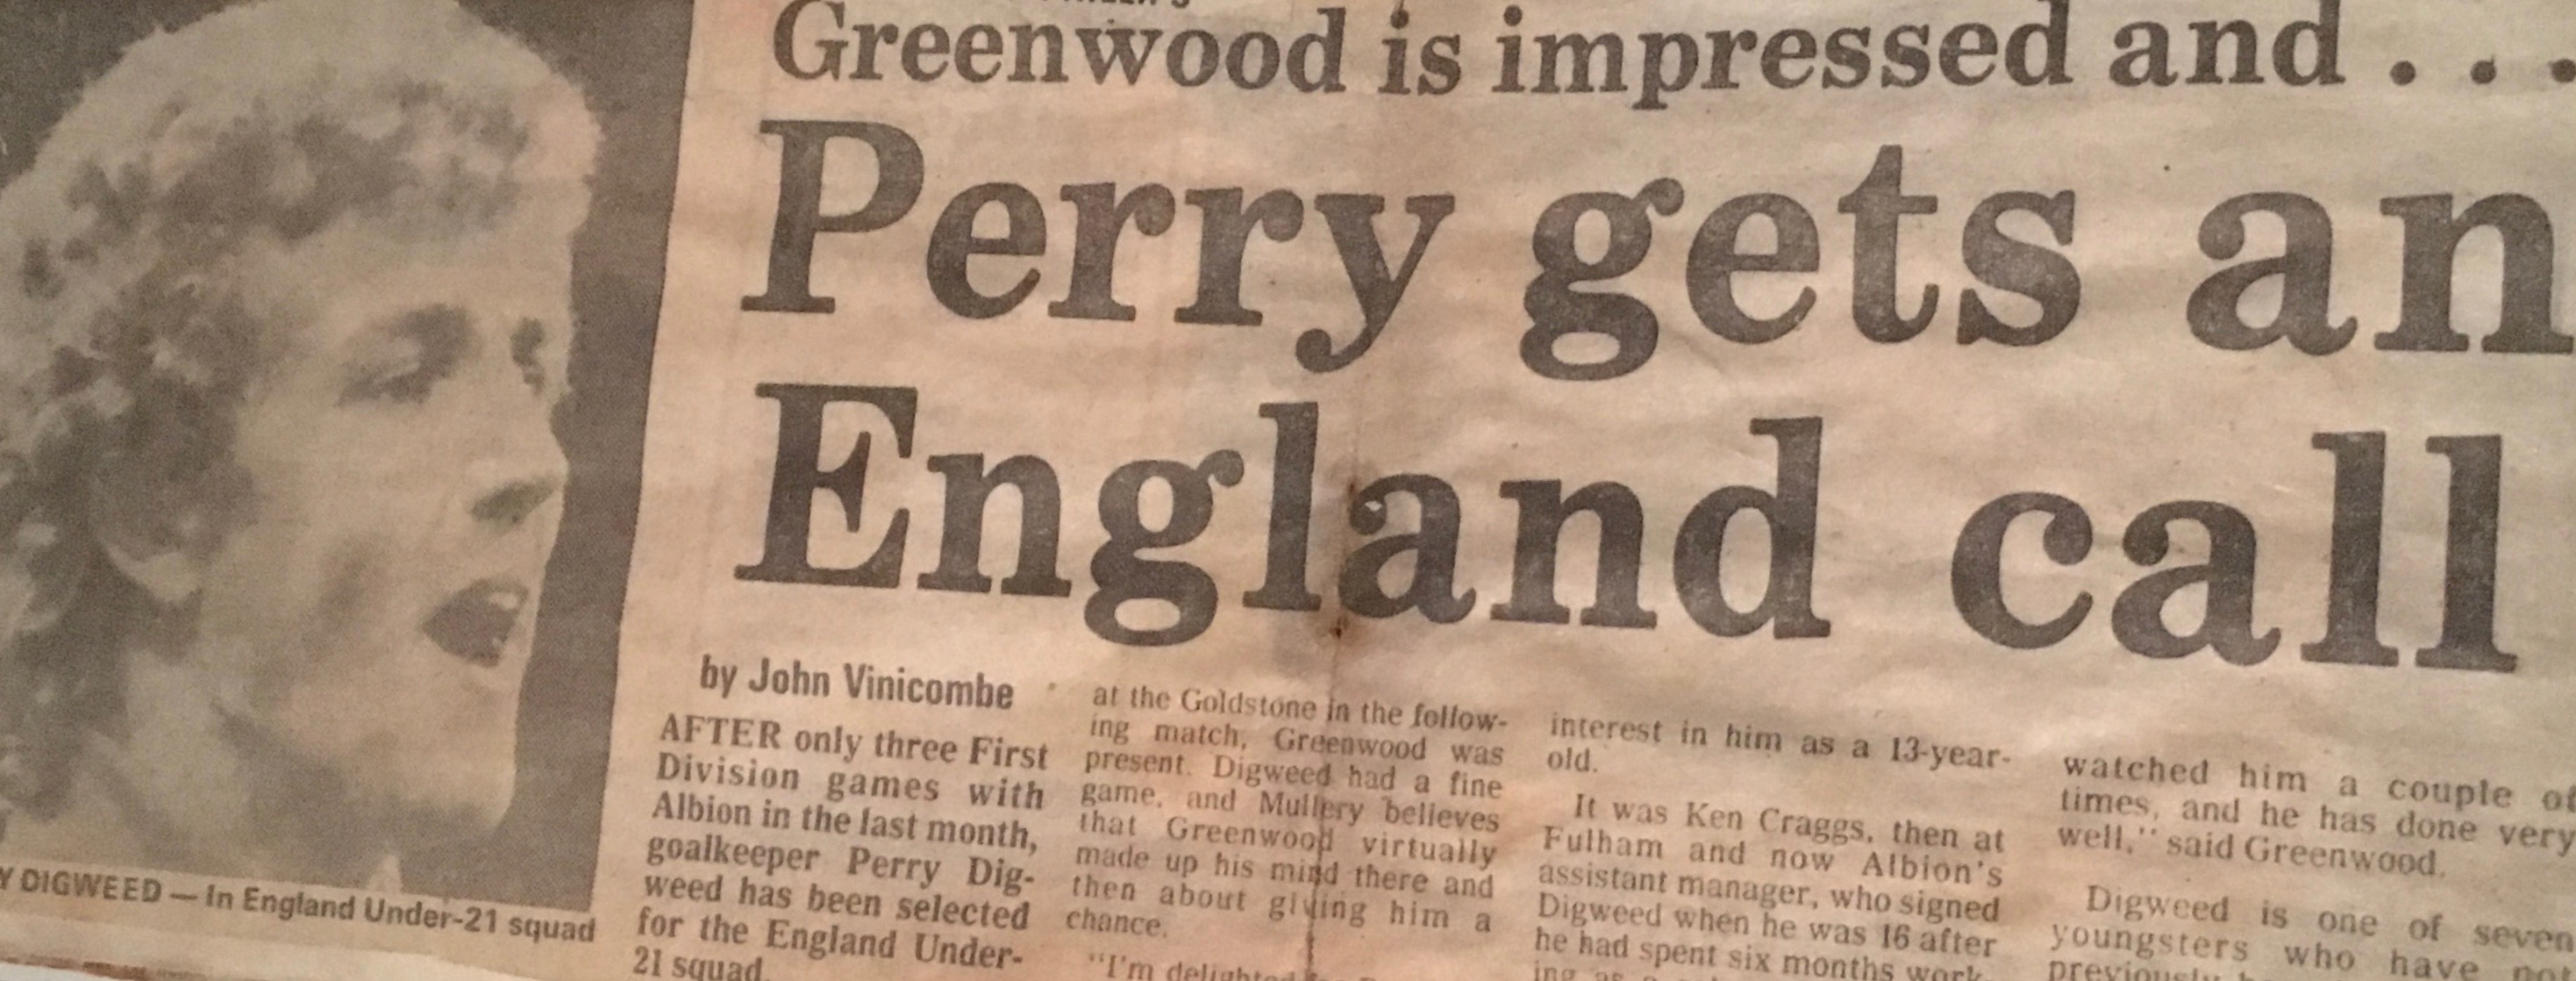 Greenwood is impressed and . . .
Perry gets an
England call
Y DIGWEED — In England Under-21 squad
by John Vinicombe
AFTER only three First
Division games with
Albion in the last month,
goalkeeper Perry Dig-
weed has been selected
for the England Under-
21 squad.
at the Goldstone in the follow-
ing match, Greenwood was
present. Digweed had a fine
game, and Mullery believes
that Greenwood virtually
made up his mind there and
then about giving him a
chance.
"I'm delighted
interest in him as a 13-year-
old.
It was Ken Craggs, then at
Fulham and now Albion's
assistant manager, who signed
Digweed when he was 16 after
he had spent six months work-
ing as a
watched him a couple of
times, and he has done very
well," said Greenwood.
Digweed is one of seven
youngsters who have not
previously